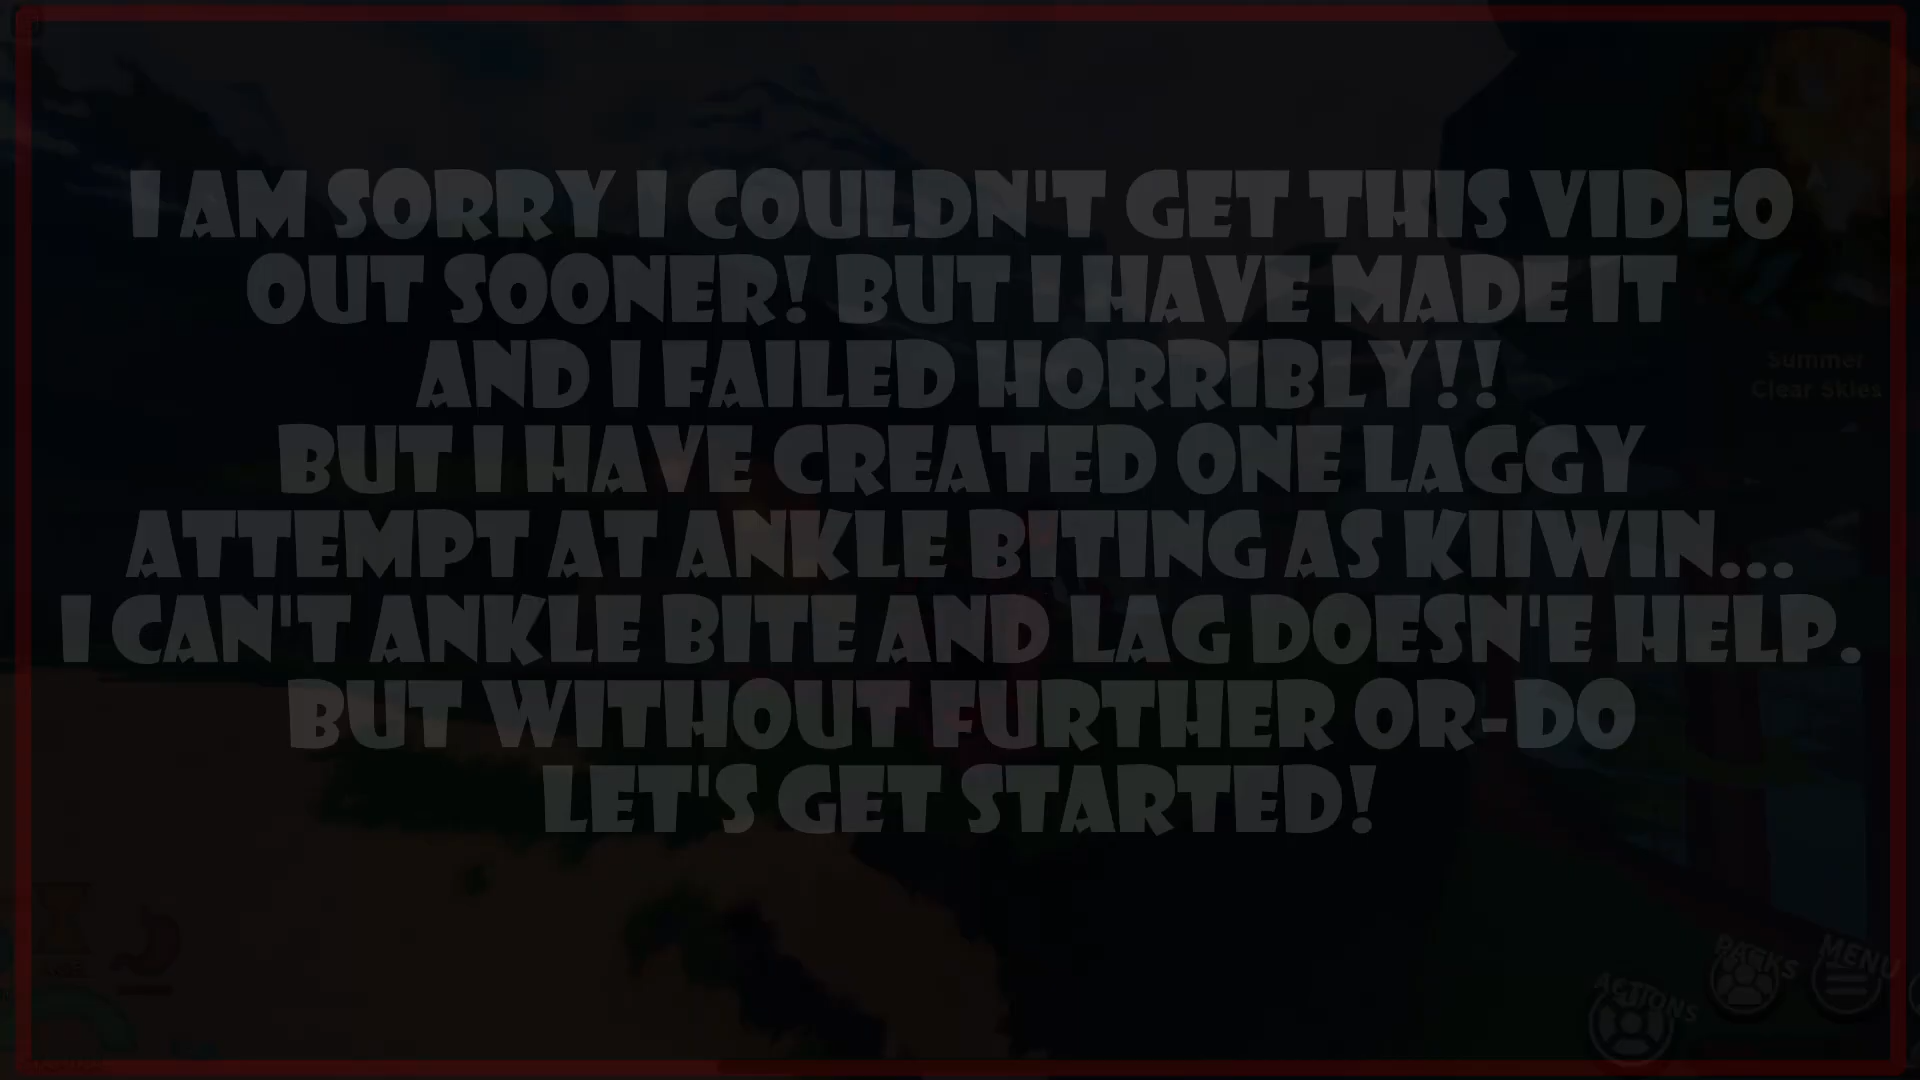 I AM SORRY I COULDN'T GET THIS VIDEO
OUT SOONER! BUT I HAVE MADE IT
AND I FAILED HORRIBLY!!
Summer
Clear Skies
BUT I HAVE CREATED ONE LAGGY
ATTEMPT AT ANKLE BITING AS KIIWIN...
I CAN'T ANKLE BITE AND LAG DOESN'E HELP.
BUT WITHOUT FURTHER OR-DO
LET'S GET STARTED!
PACKS
MENU
ACTIONS